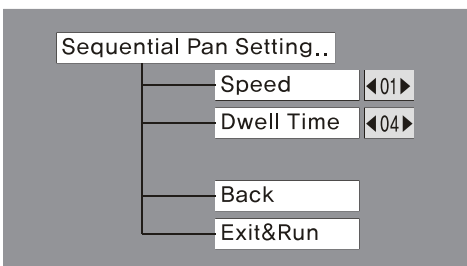 Sequential Pan Setting..
Speed ◀01▶
Dwell Time ◀04▶
Back
Exit&Run